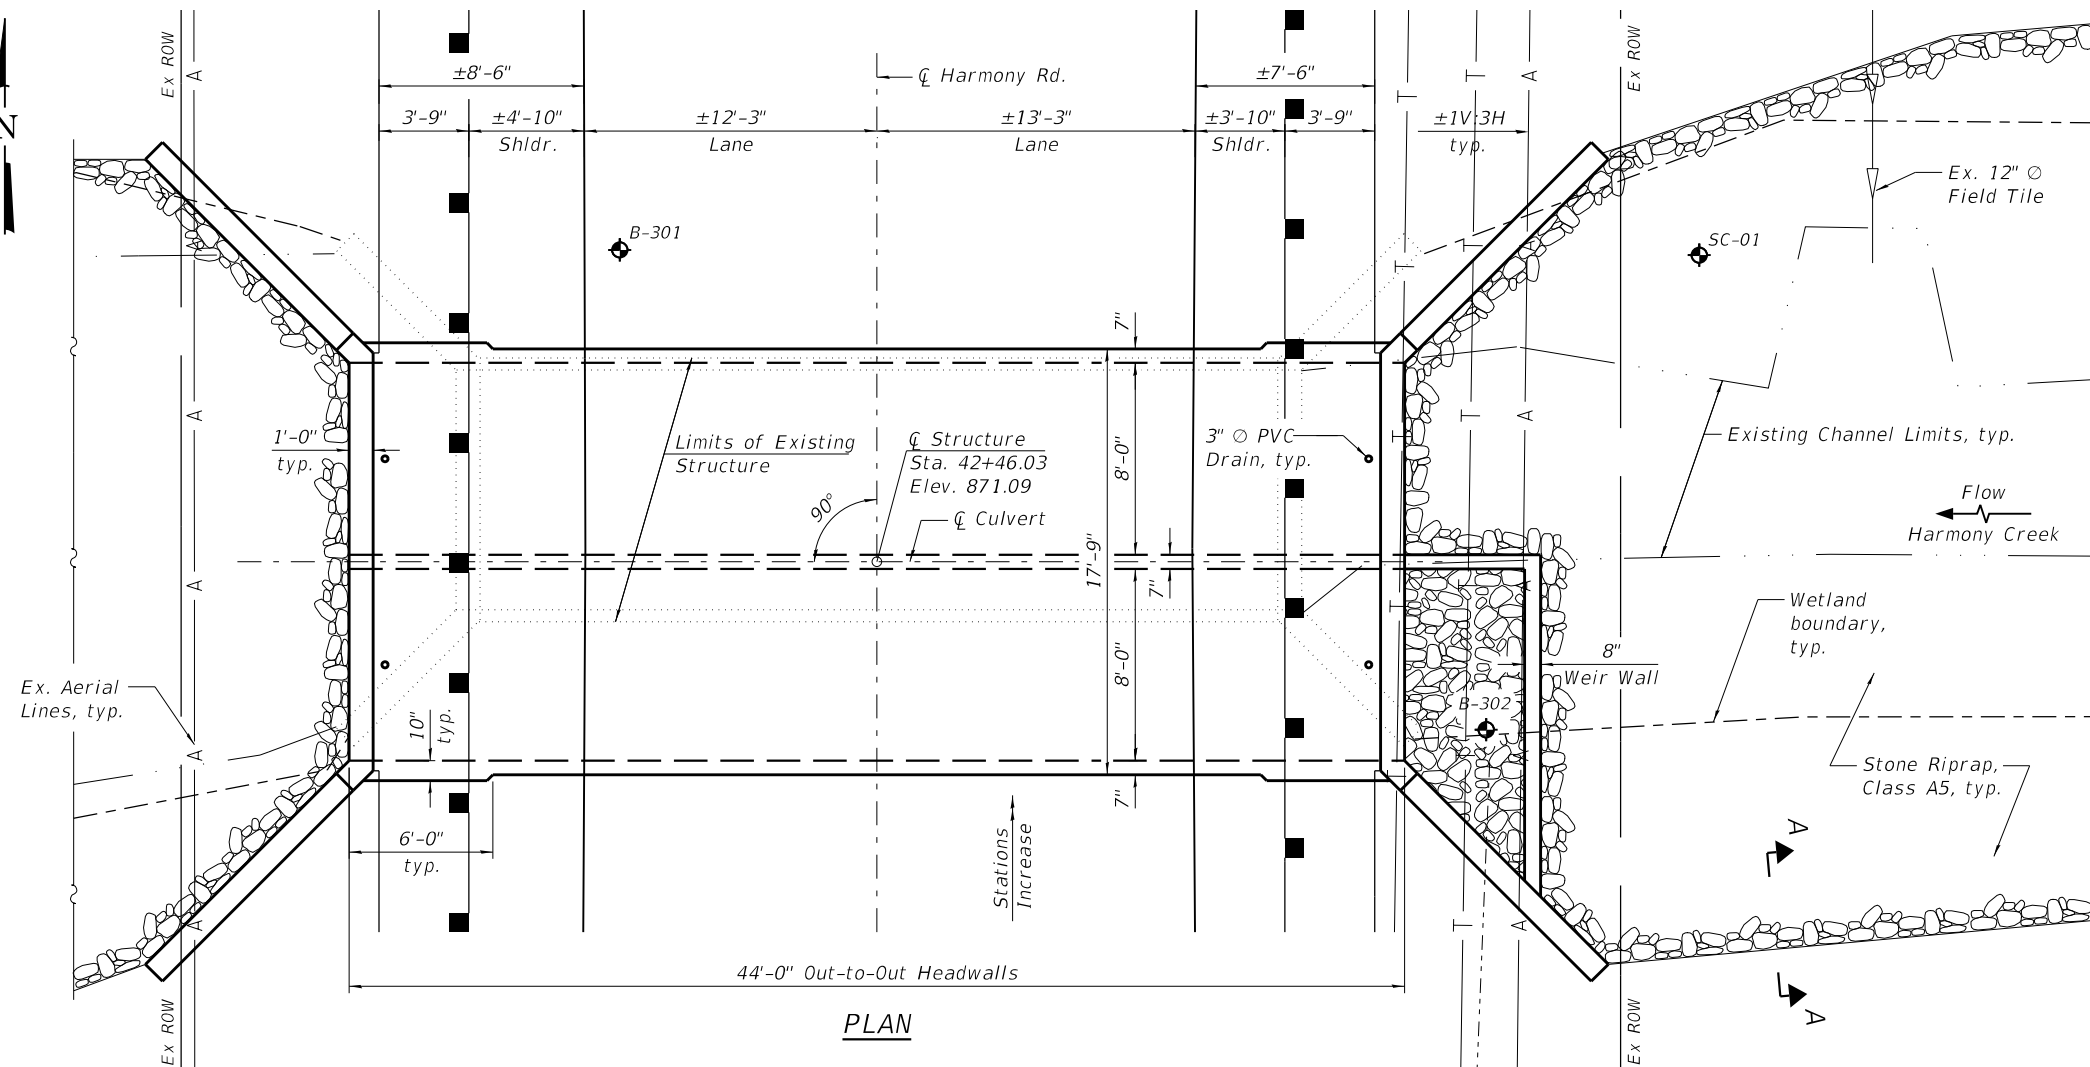 Ex ROW
A
N
±8'-6"
3'-9"
±4'-10"
Shldr.
±12'-3"
Lane
℄ Harmony Rd.
±13'-3"
Lane
±7'-6"
±3'-10"
Shldr.
3'-9"
T
T
A
±1V:3H
typ.
Ex ROW
Ex. 12" ∅
Field Tile
B-301
SC-01
T
T
A
7"
A
T
T
A
1'-0"
typ.
Limits of Existing
Structure
℄ Structure
Sta. 42+46.03
Elev. 871.09
90°
℄ Culvert
8'-0"
17'-9"
7"
3" ∅ PVC
Drain, typ.
Existing Channel Limits, typ.
Flow
Harmony Creek
A
T
T
A
Wetland
boundary,
typ.
8"
Weir Wall
8'-0"
B-302
Ex. Aerial
Lines, typ.
A
10"
typ.
7"
T
T
A
Stone Riprap,
Class A5, typ.
6'-0"
typ.
Stations
Increase
A
A
T
A
44'-0" Out-to-Out Headwalls
A
Ex ROW
Ex ROW
PLAN